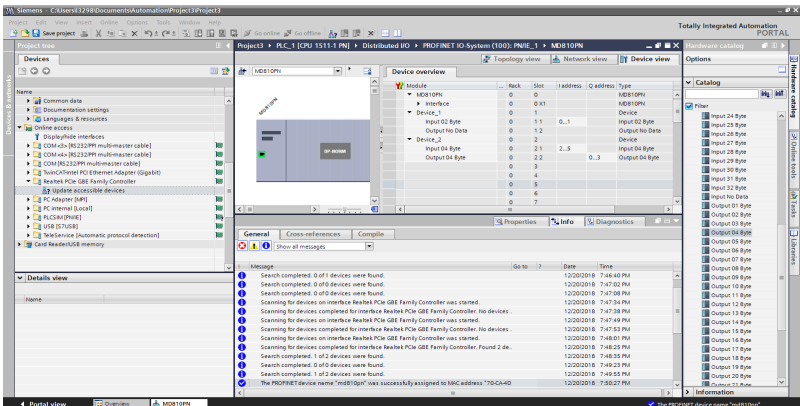 Siemens - C:\Users\3298\Documents\Automation\Project3\Project3
Project Edit View Insert Online Options Tools Window Help
Totally Integrated Automation
PORTAL
Save project
Go online
Go offline
Project tree
Project3 ▸ PLC_1 [CPU 1511-1 PN] ▸ Distributed I/O ▸ PROFINET IO-System (100): PN/IE_1 ▸ MD810PN
Hardware catalog
Devices
Topology view
Network view
Device view
Options
MD810PN
Device overview
Name
Common data
Documentation settings
Languages & resources
Online access
Display/hide interfaces
COM<3> [RS232/PPI multi-master cable]
COM<4> [RS232/PPI multi-master cable]
COM [RS232/PPI multi-master cable]
TwinCAT-Intel PCI Ethernet Adapter (Gigabit)
Realtek PCIe GBE Family Controller
Update accessible devices
PC Adapter [MPI]
PC internal [Local]
PLCSIM [PN/IE]
USB [S7USB]
TeleService [Automatic protocol detection]
Card Reader/USB memory
MD810PN
DP-NORM
Module ... Rack Slot I address Q address Type
MD810PN 0 0 MD810PN
Interface 0 0 X1 MD810PN
Device_1 0 1 Device
Input 02 Byte 0 1 1 0...1 Input 02 Byte
Output No Data 0 1 2 Output No Data
Device_2 0 2 Device
Input 04 Byte 0 2 1 2...5 Input 04 Byte
Output 04 Byte 0 2 2 0...3 Output 04 Byte
0 3
0 4
0 5
0 6
0 7
Catalog
Filter
Input 24 Byte
Input 25 Byte
Input 26 Byte
Input 27 Byte
Input 28 Byte
Input 29 Byte
Input 30 Byte
Input 31 Byte
Input 32 Byte
Input No Data
Output 01 Byte
Output 02 Byte
Output 03 Byte
Output 04 Byte
Output 05 Byte
Output 06 Byte
Output 07 Byte
Output 08 Byte
Output 09 Byte
Output 10 Byte
Output 11 Byte
Output 12 Byte
Output 13 Byte
Output 14 Byte
Output 15 Byte
Output 16 Byte
Output 17 Byte
Output 18 Byte
Output 19 Byte
Output 20 Byte
Output 21 Byte
Information
Hardware catalog
Online tools
Tasks
Libraries
Devices & networks
Properties
Info
Diagnostics
General
Cross-references
Compile
Show all messages
! Message Go to ? Date Time
Search completed. 0 of 1 devices were found. 12/20/2018 7:46:40 PM
Search completed. 0 of 0 devices were found. 12/20/2018 7:47:02 PM
Search completed. 0 of 0 devices were found. 12/20/2018 7:47:08 PM
Scanning for devices on interface Realtek PCIe GBE Family Controller was started. 12/20/2018 7:47:34 PM
Scanning for devices completed for interface Realtek PCIe GBE Family Controller. No devices . 12/20/2018 7:47:38 PM
Scanning for devices on interface Realtek PCIe GBE Family Controller was started. 12/20/2018 7:47:49 PM
Scanning for devices completed for interface Realtek PCIe GBE Family Controller. No devices . 12/20/2018 7:47:53 PM
Scanning for devices on interface Realtek PCIe GBE Family Controller was started. 12/20/2018 7:48:01 PM
Scanning for devices completed for interface Realtek PCIe GBE Family Controller. Found 2 de.. 12/20/2018 7:48:25 PM
Search completed. 1 of 2 devices were found. 12/20/2018 7:48:35 PM
Search completed. 0 of 0 devices were found. 12/20/2018 7:49:23 PM
Search completed. 1 of 2 devices were found. 12/20/2018 7:49:55 PM
The PROFINET device name "md810pn" was successfully assigned to MAC address "70-CA-4D 12/20/2018 7:50:27 PM
Details view
Name
Portal view
Overview
MD810PN
The PROFINET device name "md810pn"